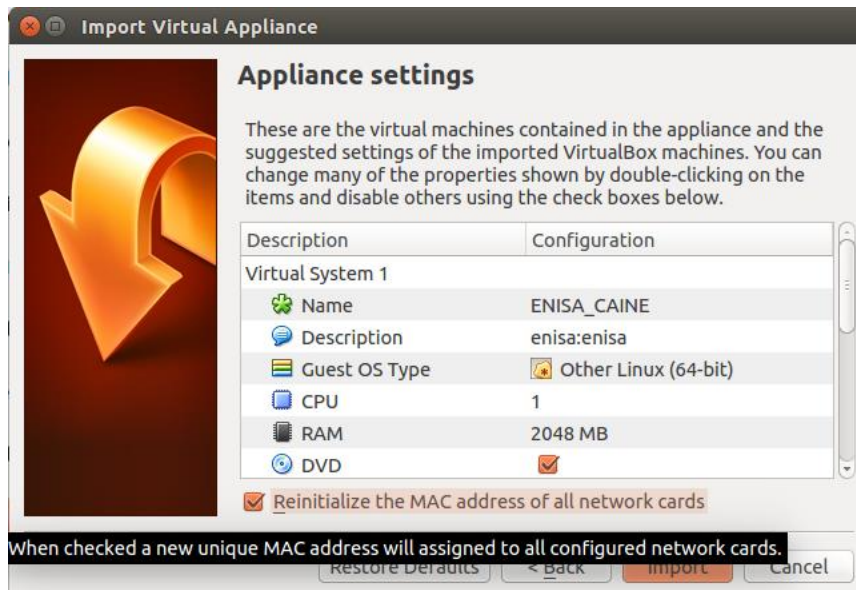 Import Virtual Appliance
Appliance settings
These are the virtual machines contained in the appliance and the
suggested settings of the imported VirtualBox machines. You can
change many of the properties shown by double-clicking on the
items and disable others using the check boxes below.
Description Configuration
Virtual System 1
Name ENISA_CAINE
Description enisa:enisa
Guest OS Type Other Linux (64-bit)
CPU 1
RAM 2048 MB
DVD
Reinitialize the MAC address of all network cards
When checked a new unique MAC address will assigned to all configured network cards.
Restore Defaults < Back Import Cancel